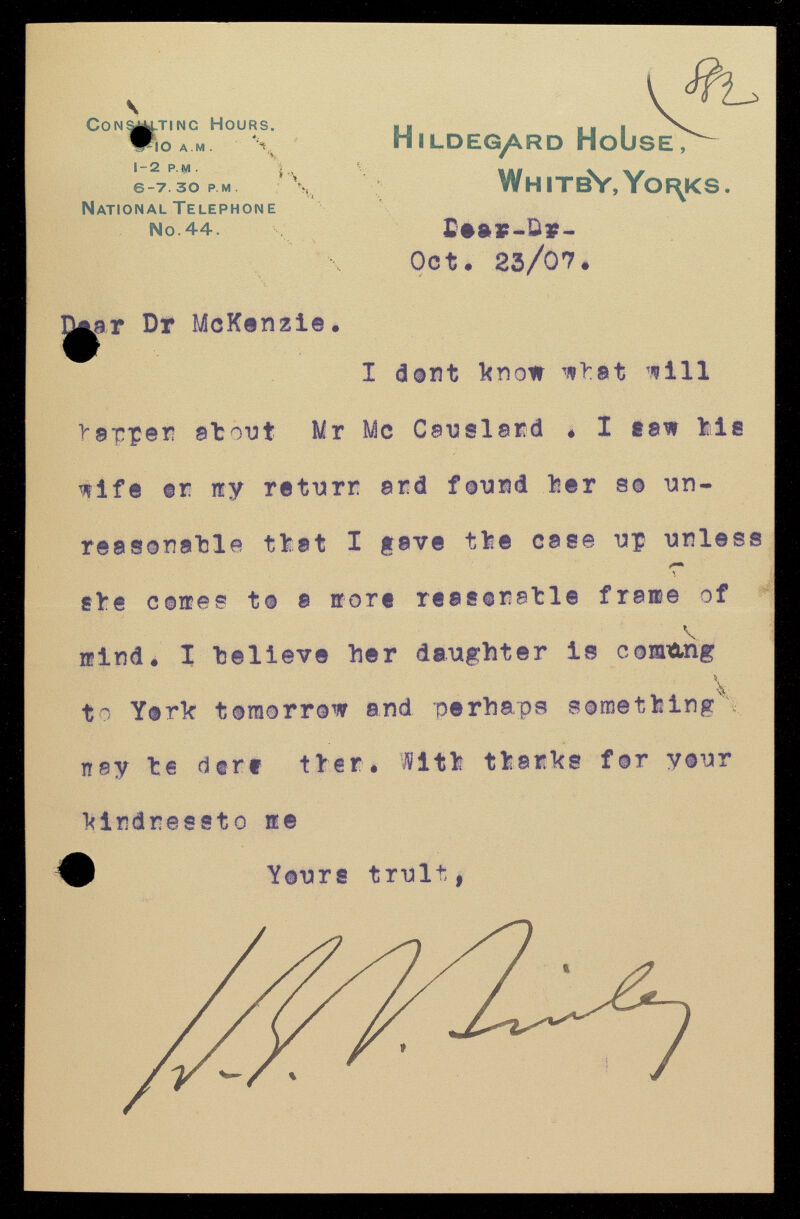 882
CONSULTING HOURS.
9-10 A.M.
1-2 P.M.
6-7.30 P.M.
NATIONAL TELEPHONE
No. 44.
HILDEGARD HOUSE,
WHITBY, YORKS.
Dear-Dr-
Oct. 23/07.
Dear Dr McKenzie.
I dont know what will
happen about Mr Mc Causland . I saw his
wife on my return and found her so un-
reasonable that I gave the case up unless
she comes to a more reasonable frame of
mind. I believe her daughter is coming
to York tomorrow and perhaps something
may be done then. With thanks for your
kindnessto me
Yours trult,